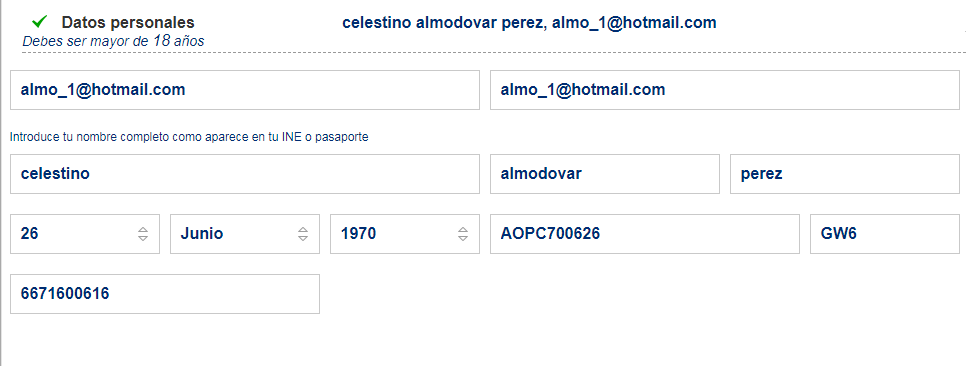 Datos personales celestino almodovar perez, almo_1@hotmail.com
Debes ser mayor de 18 años
almo_1@hotmail.com almo_1@hotmail.com
Introduce tu nombre completo como aparece en tu INE o pasaporte
celestino almodovar perez
26 Junio 1970 AOPC700626 GW6
6671600616